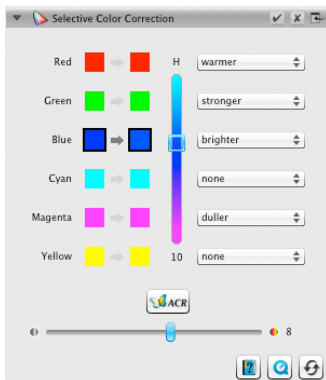 Selective Color Correction
Red H warmer
Green stronger
Blue brighter
Cyan none
Magenta duller
Yellow 10 none
ACR
8
?